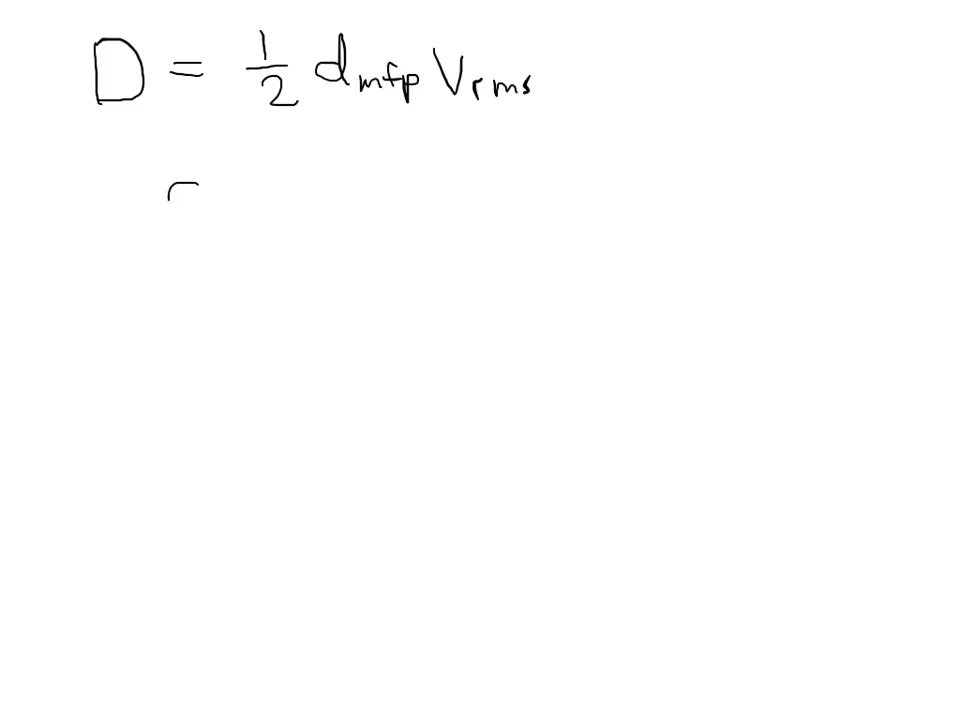 D = 1/2 d_mfp V_rms